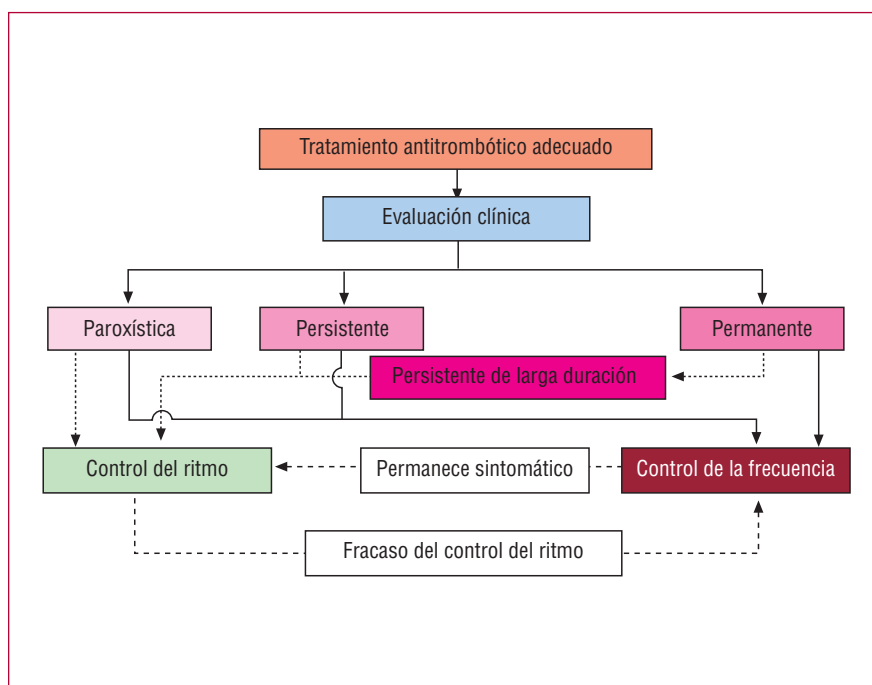 Tratamiento antitrombótico adecuado
Evaluación clínica
Paroxística
Persistente
Permanente
Persistente de larga duración
Control del ritmo
Permanece sintomático
Control de la frecuencia
Fracaso del control del ritmo